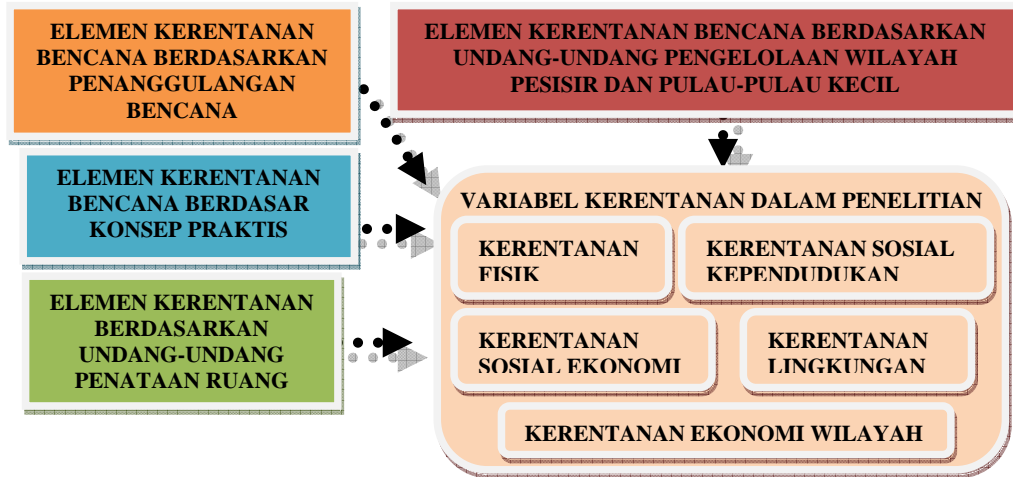 ELEMEN KERENTANAN
BENCANA BERDASARKAN
PENANGGULANGAN
BENCANA
ELEMEN KERENTANAN BENCANA BERDASARKAN
UNDANG-UNDANG PENGELOLAAN WILAYAH
PESISIR DAN PULAU-PULAU KECIL
ELEMEN KERENTANAN
BENCANA BERDASAR
KONSEP PRAKTIS
ELEMEN KERENTANAN
BERDASARKAN
UNDANG-UNDANG
PENATAAN RUANG
VARIABEL KERENTANAN DALAM PENELITIAN
KERENTANAN
FISIK
KERENTANAN SOSIAL
KEPENDUDUKAN
KERENTANAN
SOSIAL EKONOMI
KERENTANAN
LINGKUNGAN
KERENTANAN EKONOMI WILAYAH